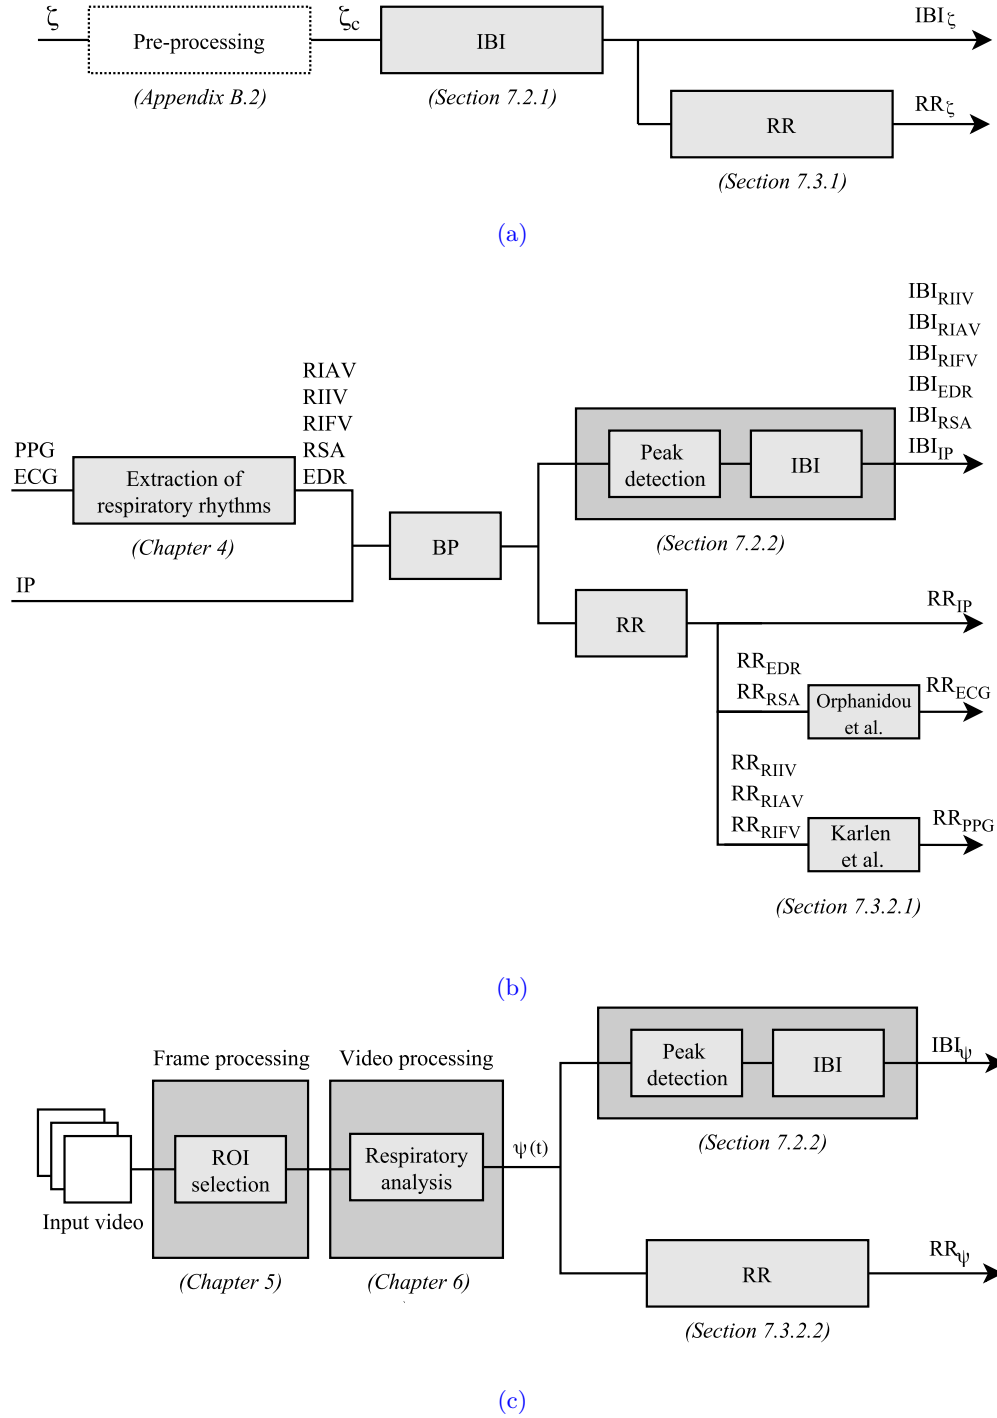 ζ
Pre-processing
ζc
IBI
IBIζ
(Appendix B.2)
(Section 7.2.1)
RR
RRζ
(Section 7.3.1)
(a)
IBIRIIV
IBIRIAV
IBIRIFV
IBIEDR
IBIRSA
IBIIP
RIAV
RIIV
RIFV
RSA
EDR
PPG
ECG
Extraction of
respiratory rhythms
(Chapter 4)
IP
BP
Peak
detection
IBI
(Section 7.2.2)
RR
RRIP
RREDR
RRRSA
Orphanidou
et al.
RRECG
RRRIIV
RRRIAV
RRRIFV
Karlen
et al.
RRPPG
(Section 7.3.2.1)
(b)
Frame processing
Video processing
Input video
ROI
selection
(Chapter 5)
Respiratory
analysis
(Chapter 6)
ψ(t)
Peak
detection
IBI
IBIψ
(Section 7.2.2)
RR
RRψ
(Section 7.3.2.2)
(c)